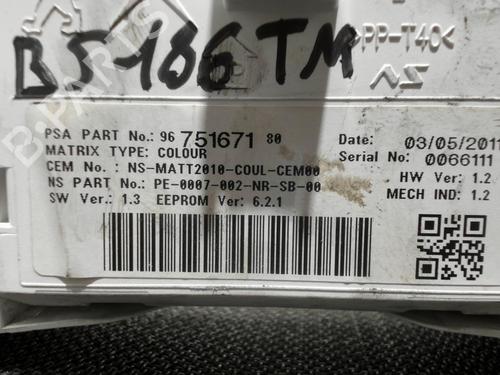 B5486TM
>PP-T40<
PSA PART No.: 96 751671 80
Date: 03/05/2011
MATRIX TYPE: COLOUR
Serial No: 0066111
CEM No.: NS-MATT2010-COUL-CEM00
HW Ver: 1.2
NS PART No.: PE-0007-002-NR-SB-00
MECH IND: 1.2
SW Ver.: 1.3 EEPROM Ver: 6.2.1